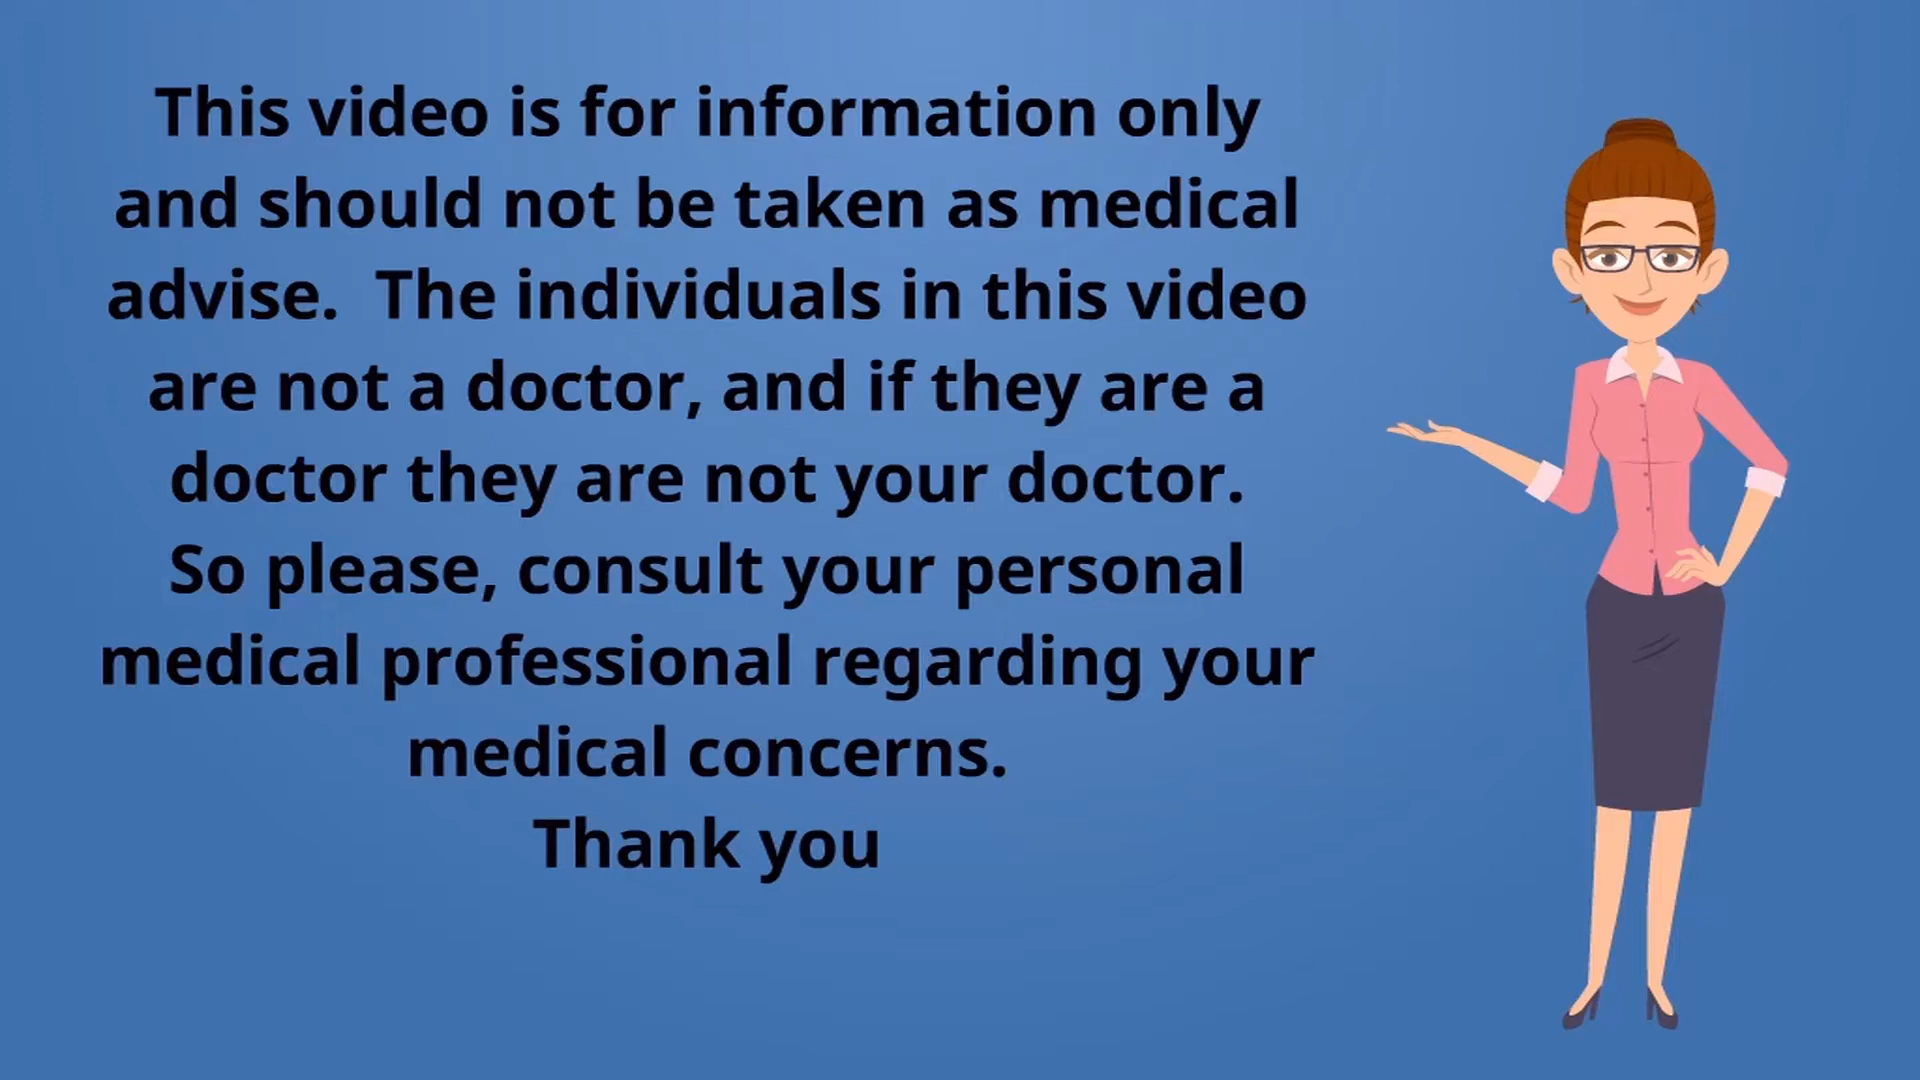 This video is for information only
and should not be taken as medical
advise.  The individuals in this video
are not a doctor, and if they are a
doctor they are not your doctor.
So please, consult your personal
medical professional regarding your
medical concerns.
Thank you